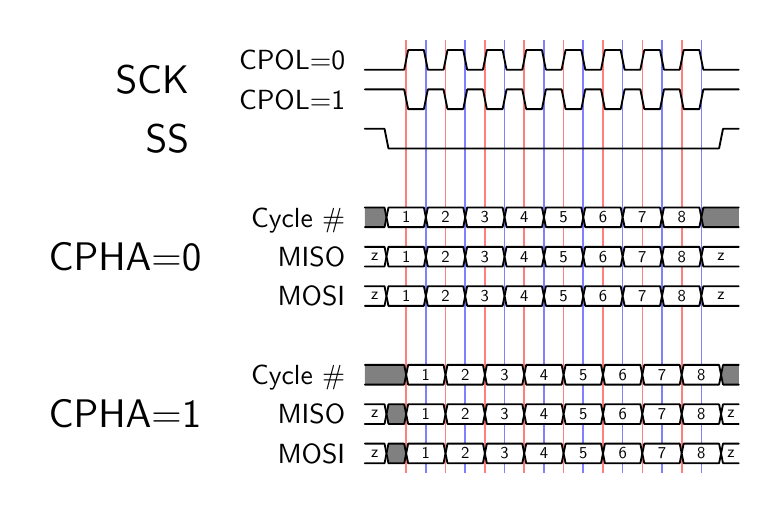 CPOL=0
SCK
CPOL=1
SS
Cycle # 1 2 3 4 5 6 7 8
CPHA=0
MISO z 1 2 3 4 5 6 7 8 z
MOSI z 1 2 3 4 5 6 7 8 z
Cycle # 1 2 3 4 5 6 7 8
CPHA=1
MISO z 1 2 3 4 5 6 7 8 z
MOSI z 1 2 3 4 5 6 7 8 z